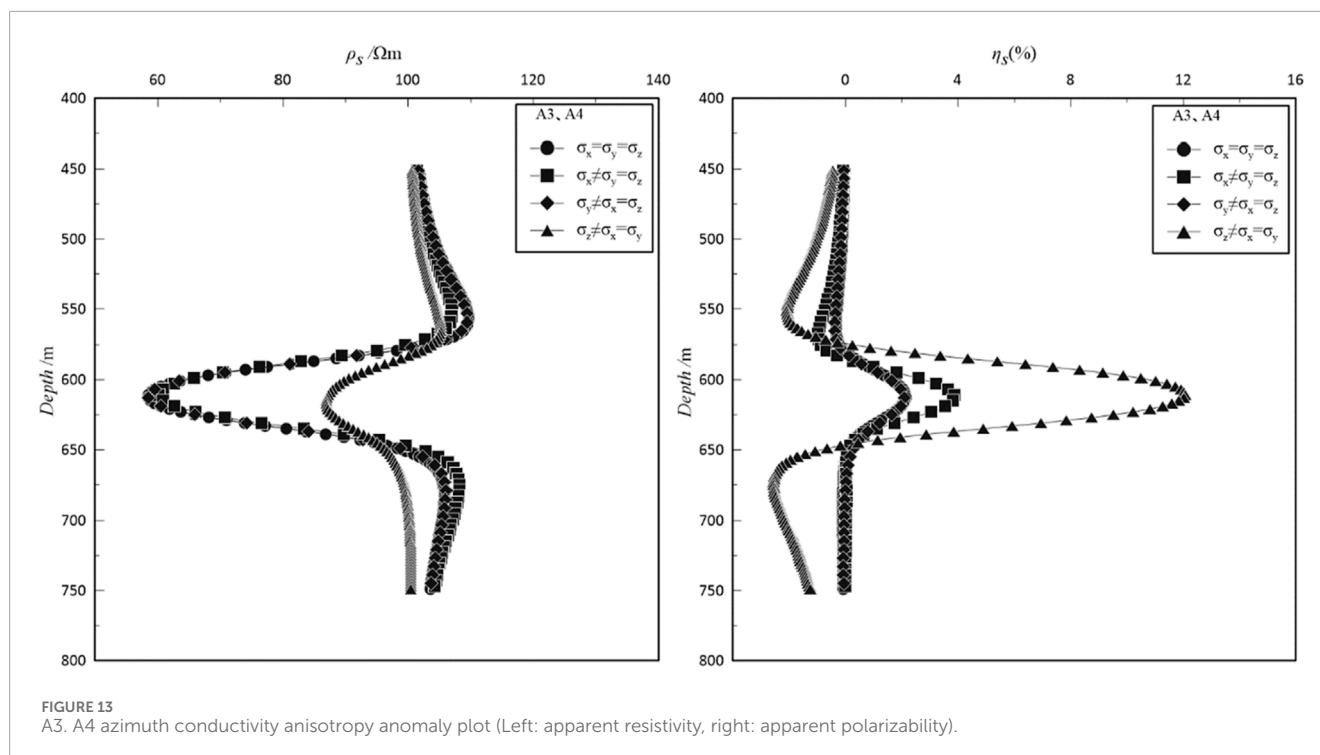 ρs /Ωm
60 80 100 120 140
400
450
500
550
600
650
700
750
800
Depth /m
A3、A4
σx=σy=σz
σx≠σy=σz
σy≠σx=σz
σz≠σx=σy
ηs(%)
0 4 8 12 16
400
450
500
550
600
650
700
750
800
Depth /m
A3、A4
σx=σy=σz
σx≠σy=σz
σy≠σx=σz
σz≠σx=σy
FIGURE 13
A3. A4 azimuth conductivity anisotropy anomaly plot (Left: apparent resistivity, right: apparent polarizability).